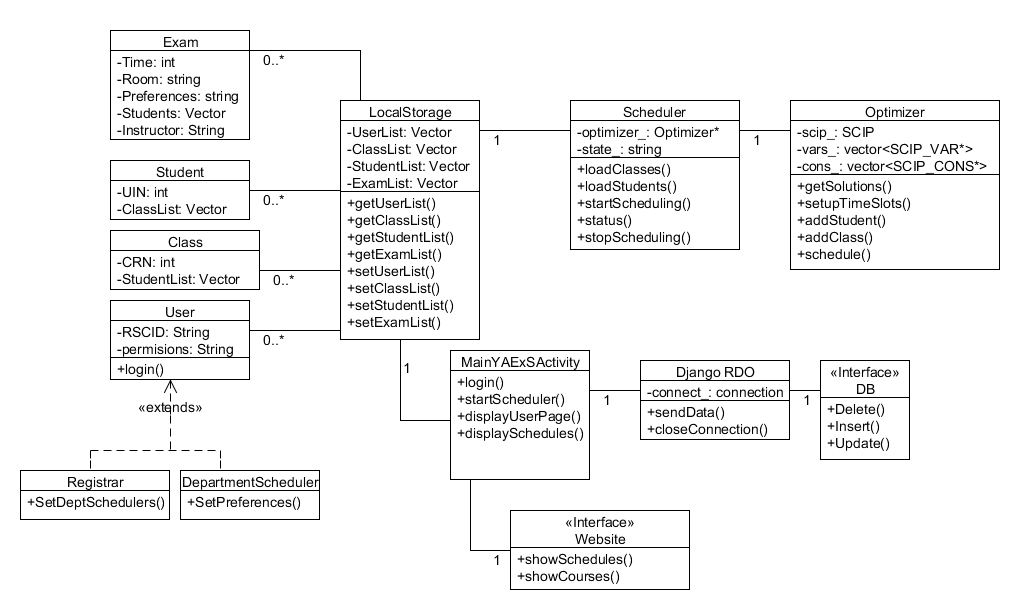 Exam
-Time: int
-Room: string
-Preferences: string
-Students: Vector
-Instructor: String
0..*
Student
-UIN: int
-ClassList: Vector
0..*
Class
-CRN: int
-StudentList: Vector
0..*
User
-RSCID: String
-permisions: String
+login()
0..*
«extends»
Registrar
+SetDeptSchedulers()
DepartmentScheduler
+SetPreferences()
LocalStorage
-UserList: Vector
-ClassList: Vector
-StudentList: Vector
-ExamList: Vector
+getUserList()
+getClassList()
+getStudentList()
+getExamList()
+setUserList()
+setClassList()
+setStudentList()
+setExamList()
1
Scheduler
-optimizer_: Optimizer*
-state_: string
+loadClasses()
+loadStudents()
+startScheduling()
+status()
+stopScheduling()
1
Optimizer
-scip_: SCIP
-vars_: vector<SCIP_VAR*>
-cons_: vector<SCIP_CONS*>
+getSolutions()
+setupTimeSlots()
+addStudent()
+addClass()
+schedule()
1
MainYAExSActivity
+login()
+startScheduler()
+displayUserPage()
+displaySchedules()
1
Django RDO
-connect_: connection
+sendData()
+closeConnection()
1
«Interface»
DB
+Delete()
+Insert()
+Update()
1
«Interface»
Website
+showSchedules()
+showCourses()